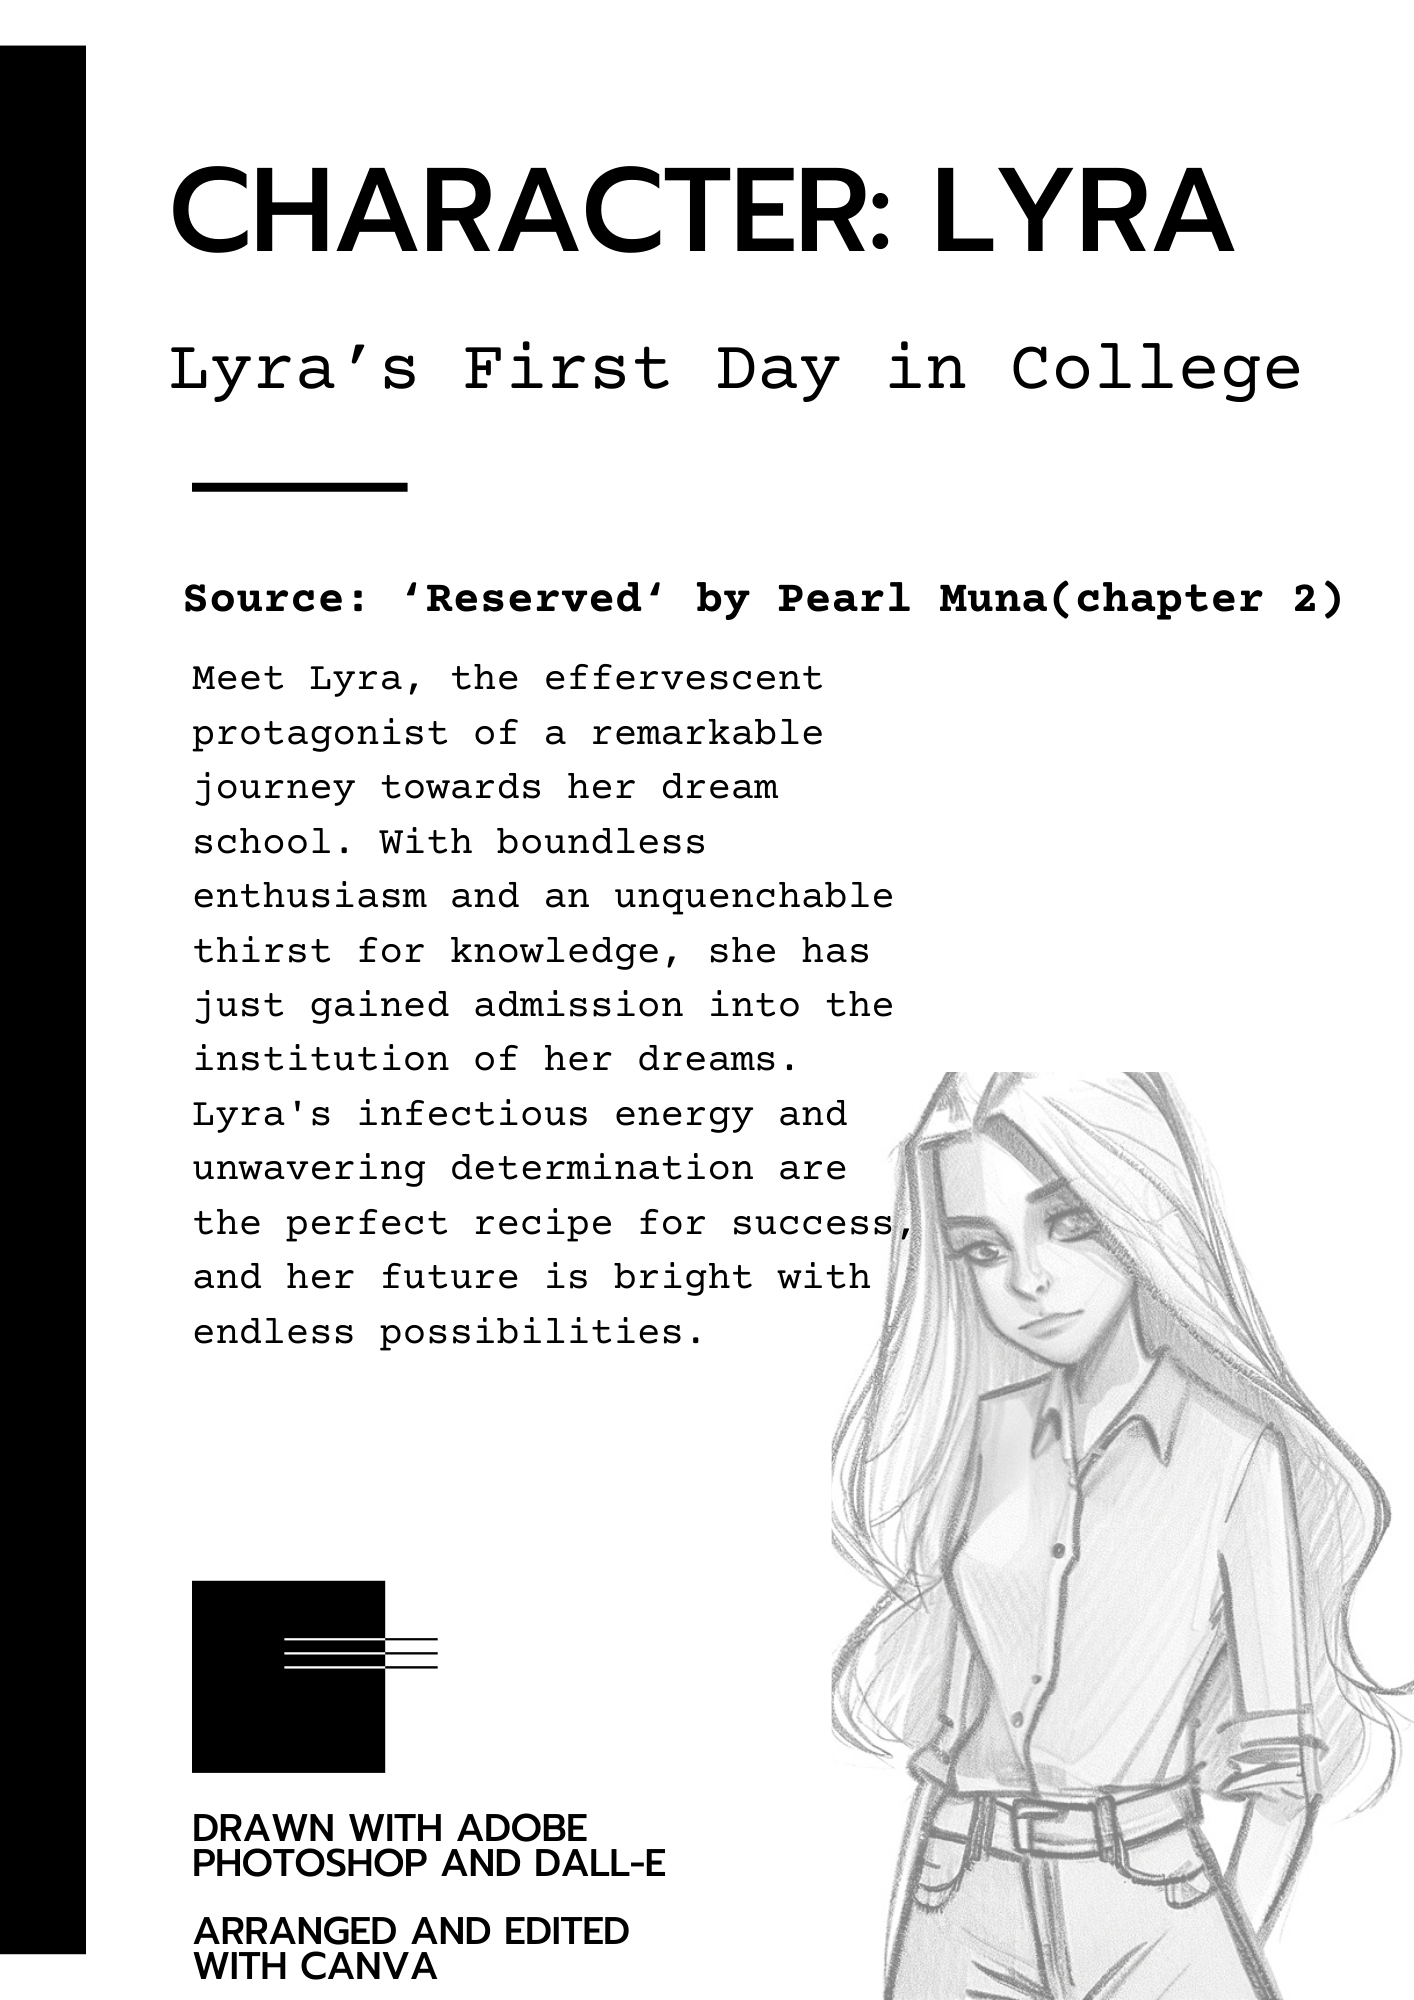 CHARACTER: LYRA
Lyra’s First Day in College
Source: ‘Reserved‘ by Pearl Muna(chapter 2)
Meet Lyra, the effervescent
protagonist of a remarkable
journey towards her dream
school. With boundless
enthusiasm and an unquenchable
thirst for knowledge, she has
just gained admission into the
institution of her dreams.
Lyra's infectious energy and
unwavering determination are
the perfect recipe for success,
and her future is bright with
endless possibilities.
DRAWN WITH ADOBE
PHOTOSHOP AND DALL-E
ARRANGED AND EDITED
WITH CANVA